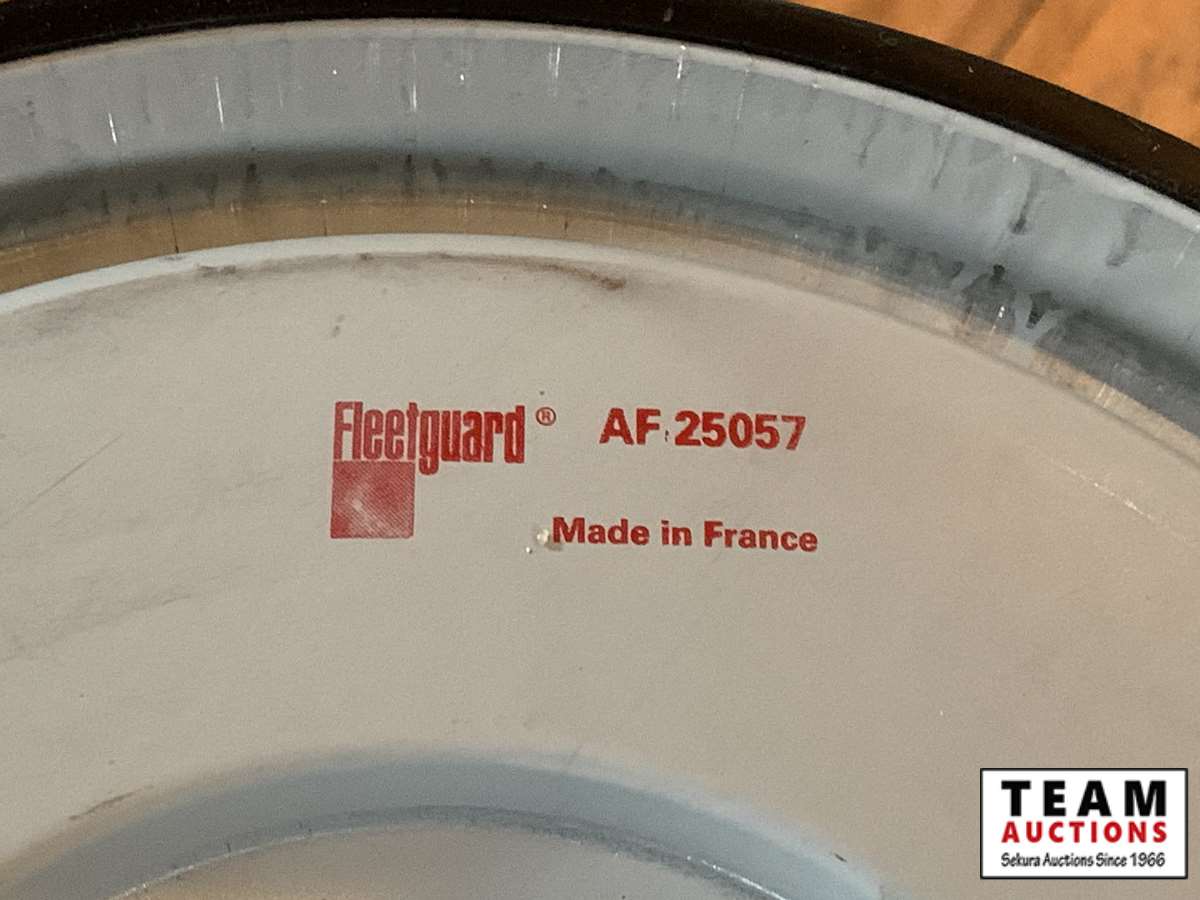 Fleetguard® AF 25057
Made in France
TEAM
AUCTIONS
Sekura Auctions Since 1966